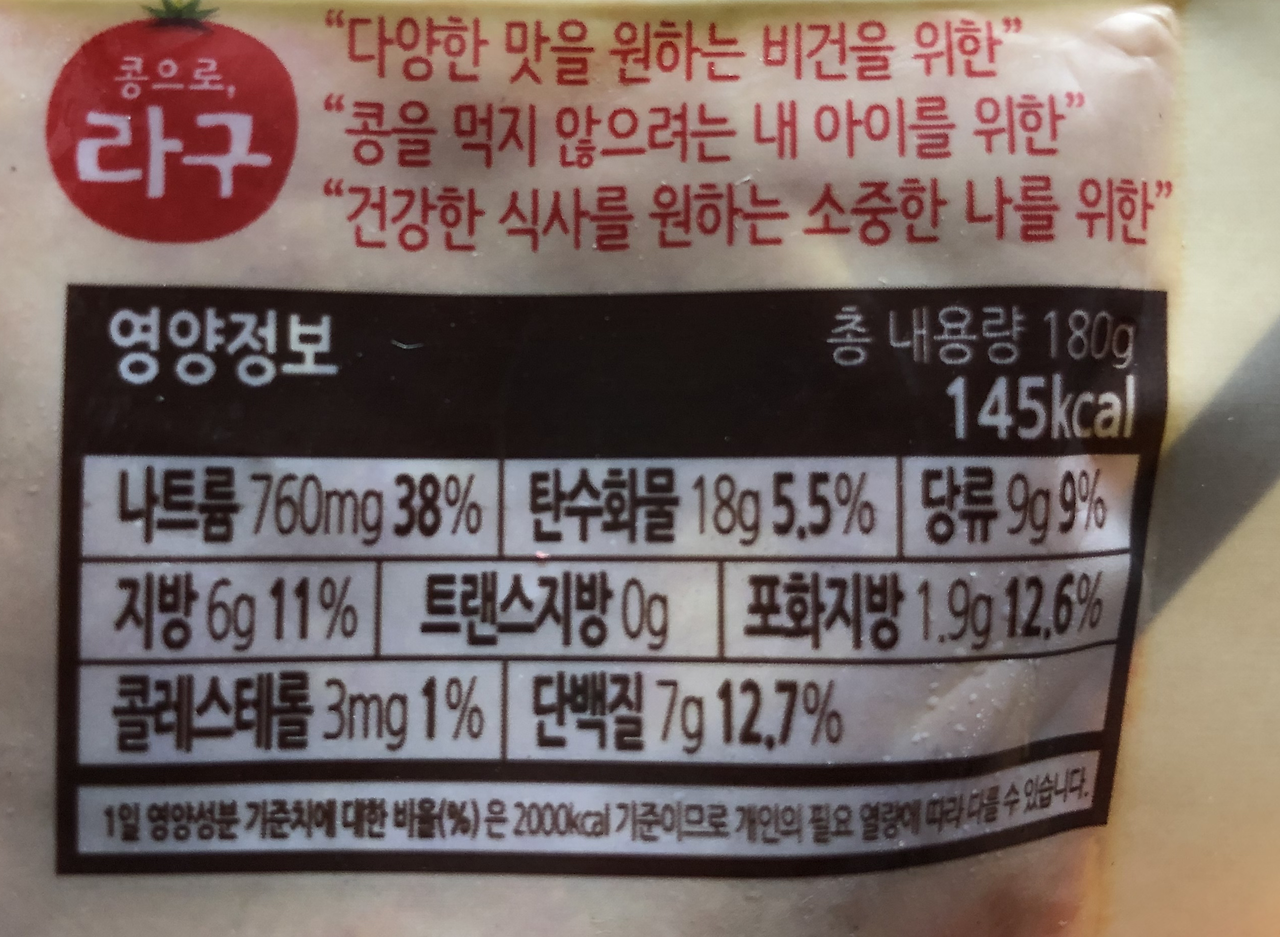 콩으로,
라구
“다양한 맛을 원하는 비건을 위한”
“콩을 먹지 않으려는 내 아이를 위한”
“건강한 식사를 원하는 소중한 나를 위한”
영양정보
총 내용량 180g
145kcal
나트륨 760mg 38% 탄수화물 18g 5.5% 당류 9g 9%
지방 6g 11% 트랜스지방 0g 포화지방 1.9g 12.6%
콜레스테롤 3mg 1% 단백질 7g 12.7%
1일 영양성분 기준치에 대한 비율(%)은 2000kcal 기준이므로 개인의 필요 열량에 따라 다를 수 있습니다.